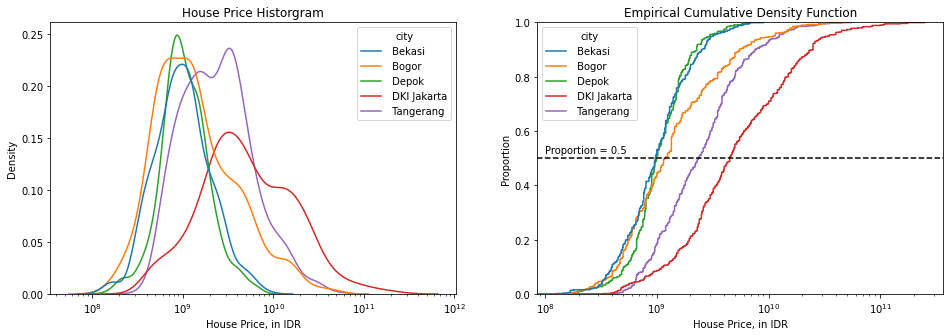 House Price Historgram
Density
0.25
0.20
0.15
0.10
0.05
0.00
city
Bekasi
Bogor
Depok
DKI Jakarta
Tangerang
10^8
10^9
10^10
10^11
10^12
House Price, in IDR
Empirical Cumulative Density Function
Proportion
1.0
0.8
0.6
0.4
0.2
0.0
city
Bekasi
Bogor
Depok
DKI Jakarta
Tangerang
Proportion = 0.5
10^8
10^9
10^10
10^11
House Price, in IDR